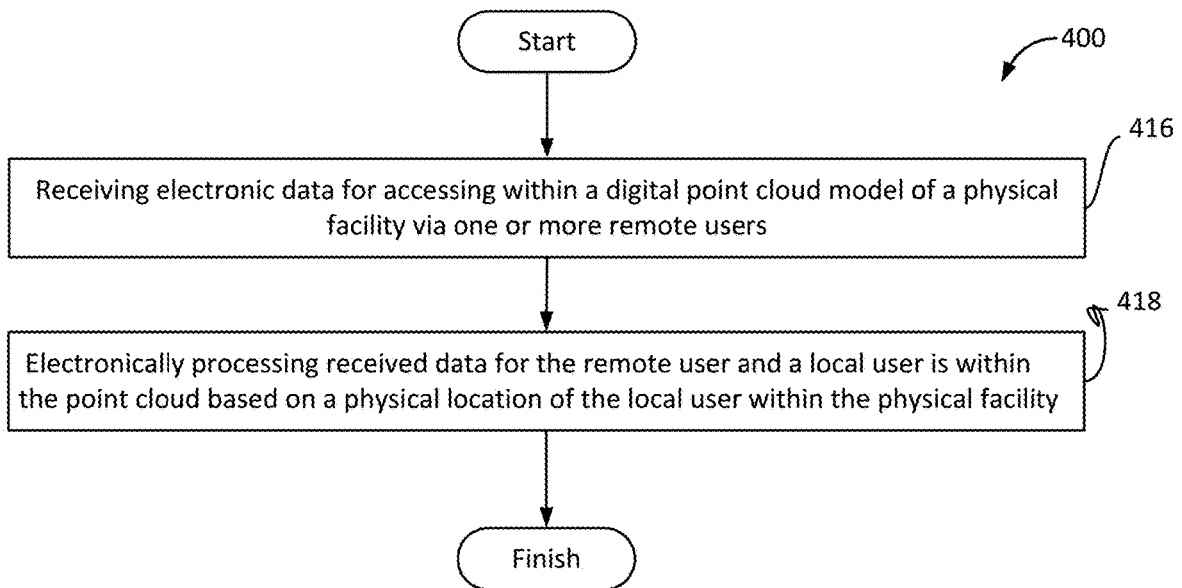 Start
400
416
Receiving electronic data for accessing within a digital point cloud model of a physical
facility via one or more remote users
418
Electronically processing received data for the remote user and a local user is within
the point cloud based on a physical location of the local user within the physical facility
Finish